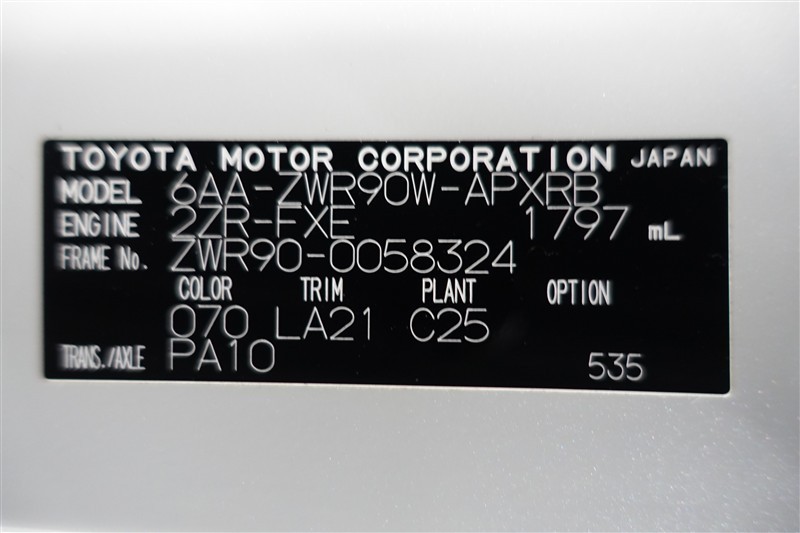 TOYOTA MOTOR CORPORATION JAPAN
MODEL 6AA-ZWR90W-APXRB
ENGINE 2ZR-FXE 1797 mL
FRAME No. ZWR90-0058324
COLOR TRIM PLANT OPTION
070 LA21 C25
TRANS./AXLE PA10 535